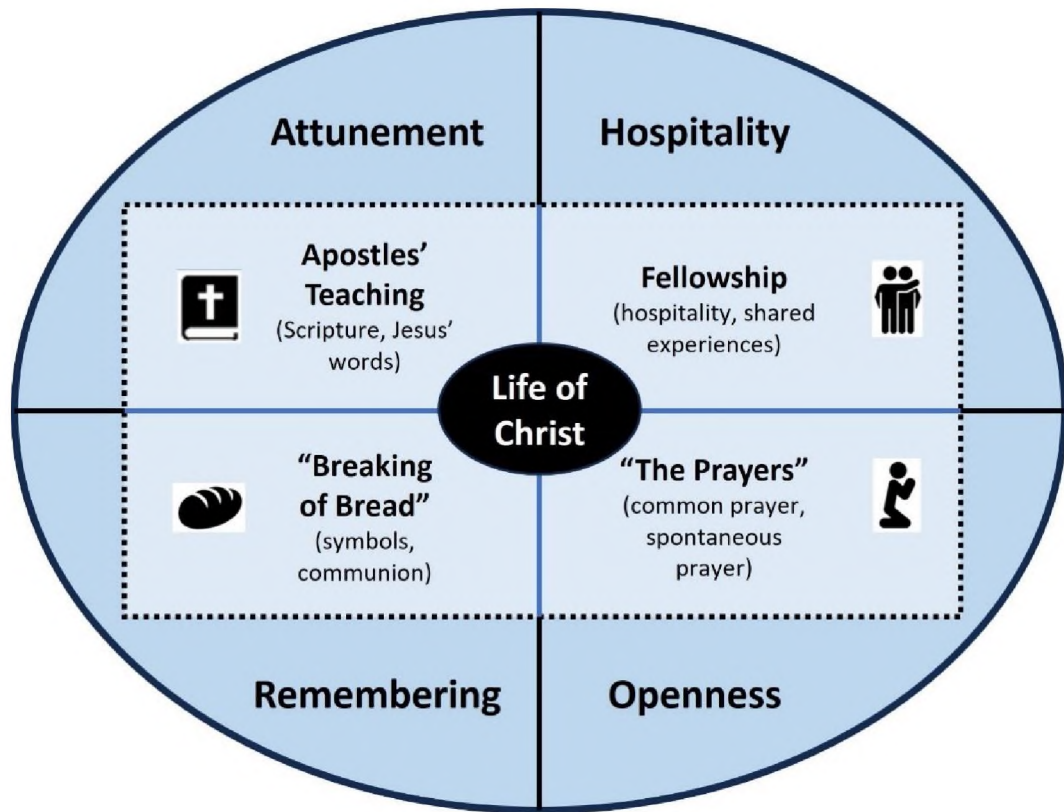 Attunement
Hospitality
Apostles’
Teaching
(Scripture, Jesus’
words)
Fellowship
(hospitality, shared
experiences)
Life of
Christ
“Breaking
of Bread”
(symbols,
communion)
“The Prayers”
(common prayer,
spontaneous
prayer)
Remembering
Openness